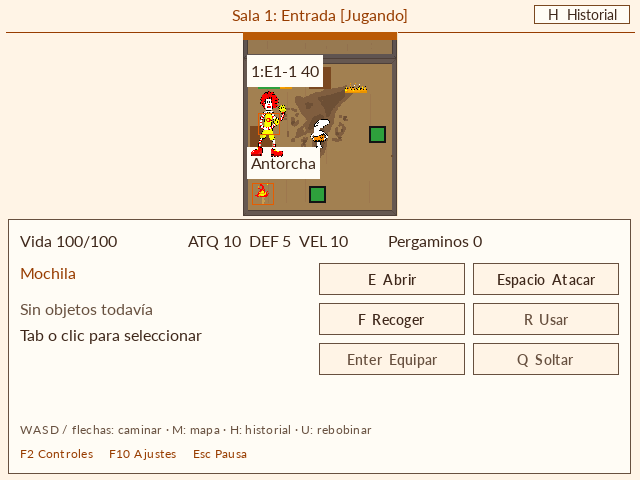 Sala 1: Entrada [Jugando]
H Historial
1:E1-1 40
Antorcha
Vida 100/100
ATQ 10 DEF 5 VEL 10
Pergaminos 0
Mochila
E Abrir
Espacio Atacar
Sin objetos todavía
F Recoger
R Usar
Tab o clic para seleccionar
Enter Equipar
Q Soltar
WASD / flechas: caminar · M: mapa · H: historial · U: rebobinar
F2 Controles F10 Ajustes Esc Pausa